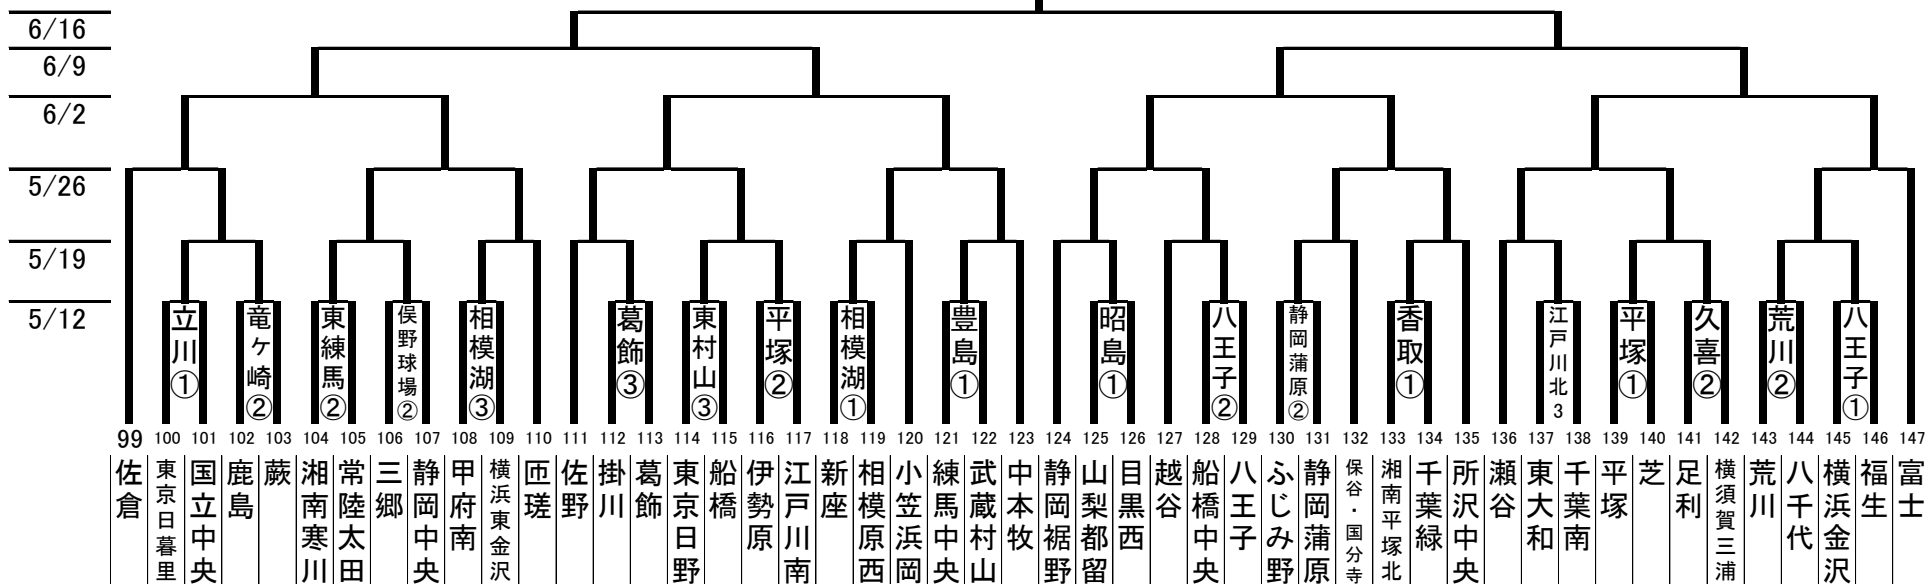 6/16
6/9
6/2
5/26
5/19
5/12
立川①
竜ヶ崎②
東練馬②
俣野球場②
相模湖③
葛飾③
東村山③
平塚②
相模湖①
豊島①
昭島①
八王子②
静岡蒲原②
香取①
江戸川北3
平塚①
久喜②
荒川②
八王子①
99 100 101 102 103 104 105 106 107 108 109 110 111 112 113 114 115 116 117 118 119 120 121 122 123 124 125 126 127 128 129 130 131 132 133 134 135 136 137 138 139 140 141 142 143 144 145 146 147
佐倉
東京日暮里
国立中央
鹿島
蕨
湘南寒川
常陸太田
三郷
静岡中央
甲府南
横浜東金沢
匝瑳
佐野
掛川
葛飾
東京日野
船橋
伊勢原
江戸川南
新座
相模原西
小笠浜岡
練馬中央
武蔵村山
中本牧
静岡裾野
山梨都留
目黒西
越谷
船橋中央
八王子
ふじみ野
静岡蒲原
保谷・国分寺
湘南平塚北
千葉緑
所沢中央
瀬谷
東大和
千葉南
平塚
芝
足利
横須賀三浦
荒川
八千代
横浜金沢
福生
富士